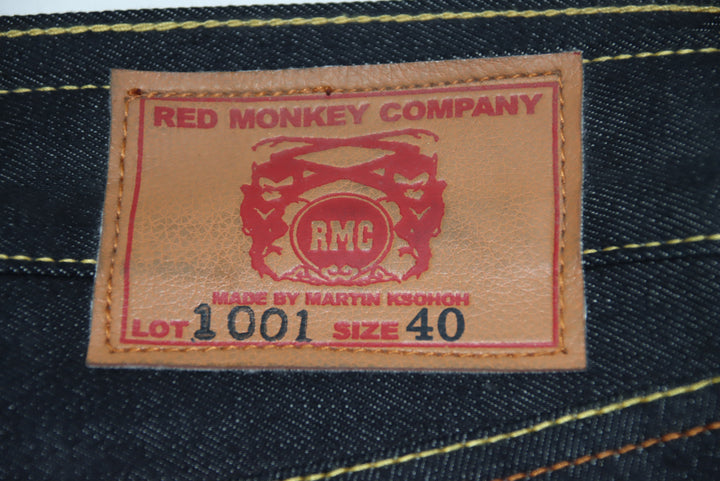 RED MONKEY COMPANY
RMC
MADE BY MARTIN KSOHOH
LOT 1001 SIZE 40